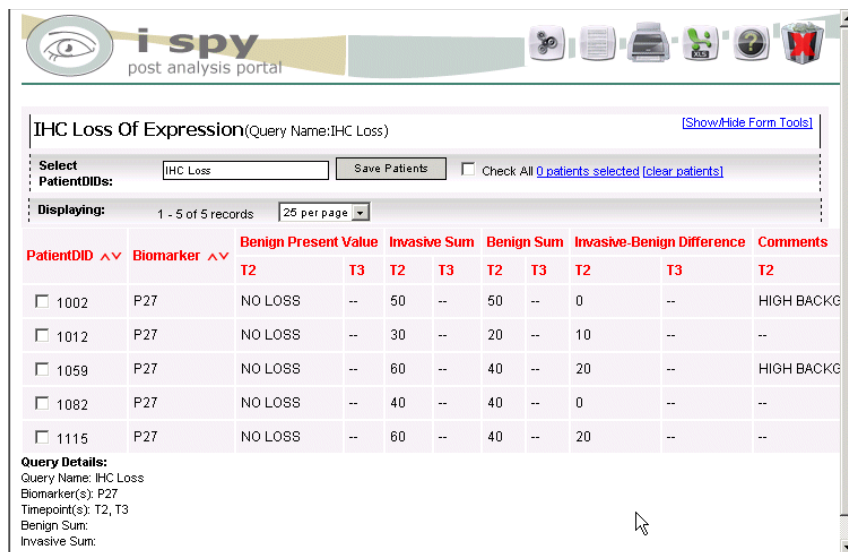 i spy
post analysis portal
XLS
IHC Loss Of Expression(Query Name:IHC Loss)
[Show/Hide Form Tools]
Select PatientDIDs: IHC Loss Save Patients Check All 0 patients selected [clear patients]
Displaying: 1 - 5 of 5 records 25 per page
PatientDID Biomarker Benign Present Value Invasive Sum Benign Sum Invasive-Benign Difference Comments
T2 T3 T2 T3 T2 T3 T2 T3 T2
1002 P27 NO LOSS -- 50 -- 50 -- 0 -- HIGH BACKG
1012 P27 NO LOSS -- 30 -- 20 -- 10 -- --
1059 P27 NO LOSS -- 60 -- 40 -- 20 -- HIGH BACKG
1082 P27 NO LOSS -- 40 -- 40 -- 0 -- --
1115 P27 NO LOSS -- 60 -- 40 -- 20 -- --
Query Details:
Query Name: IHC Loss
Biomarker(s): P27
Timepoint(s): T2, T3
Benign Sum:
Invasive Sum: